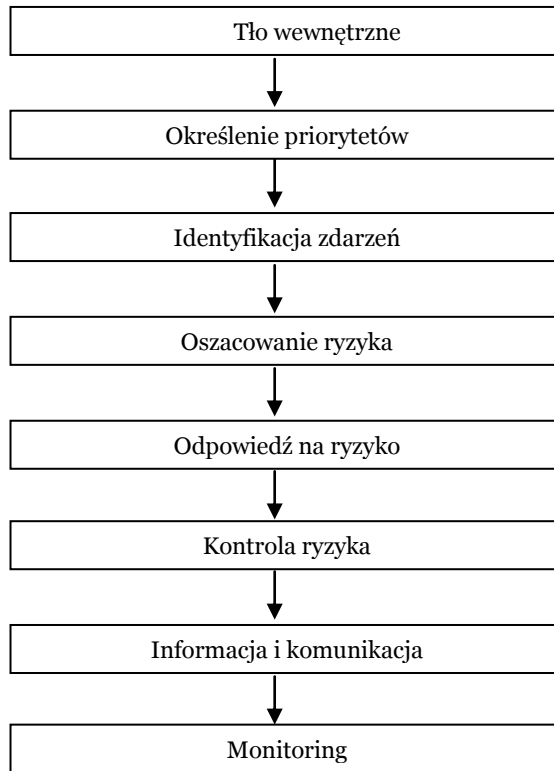 Tło wewnętrzne
Określenie priorytetów
Identyfikacja zdarzeń
Oszacowanie ryzyka
Odpowiedź na ryzyko
Kontrola ryzyka
Informacja i komunikacja
Monitoring